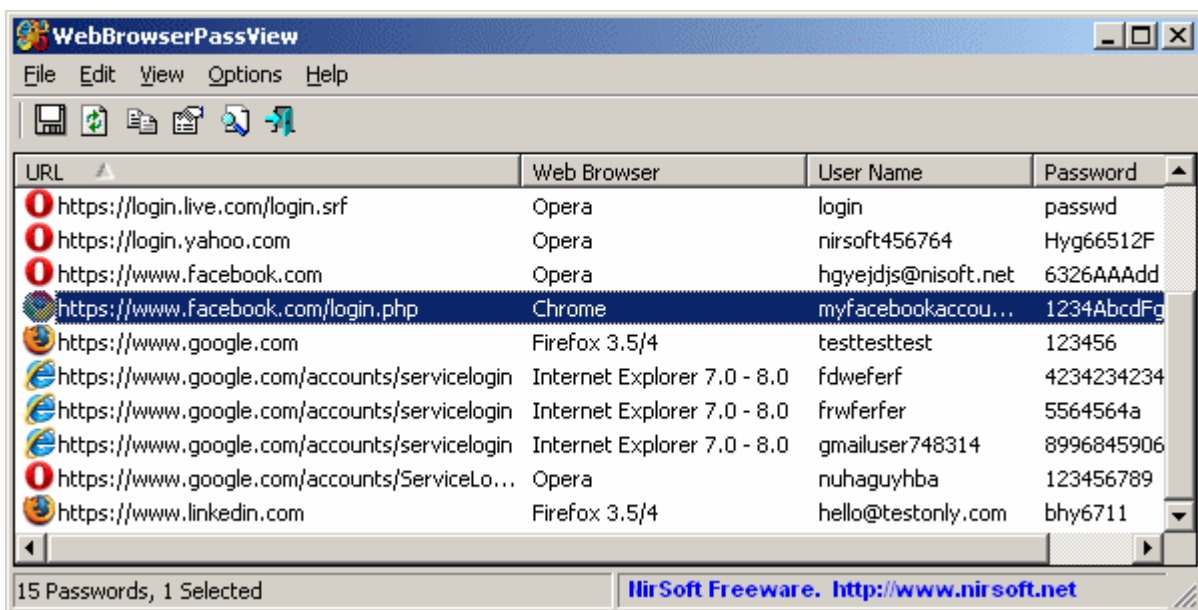 WebBrowserPassView
File Edit View Options Help
URL Web Browser User Name Password
https://login.live.com/login.srf Opera login passwd
https://login.yahoo.com Opera nirsoft456764 Hyg66512F
https://www.facebook.com Opera hgyejdjs@nisoft.net 6326AAAdd
https://www.facebook.com/login.php Chrome myfacebookaccou... 1234AbcdFg
https://www.google.com Firefox 3.5/4 testtesttest 123456
https://www.google.com/accounts/servicelogin Internet Explorer 7.0 - 8.0 fdweferf 4234234234
https://www.google.com/accounts/servicelogin Internet Explorer 7.0 - 8.0 frwferfer 5564564a
https://www.google.com/accounts/servicelogin Internet Explorer 7.0 - 8.0 gmailuser748314 8996845906
https://www.google.com/accounts/ServiceLo... Opera nuhaguyhba 123456789
https://www.linkedin.com Firefox 3.5/4 hello@testonly.com bhy6711
15 Passwords, 1 Selected NirSoft Freeware. http://www.nirsoft.net